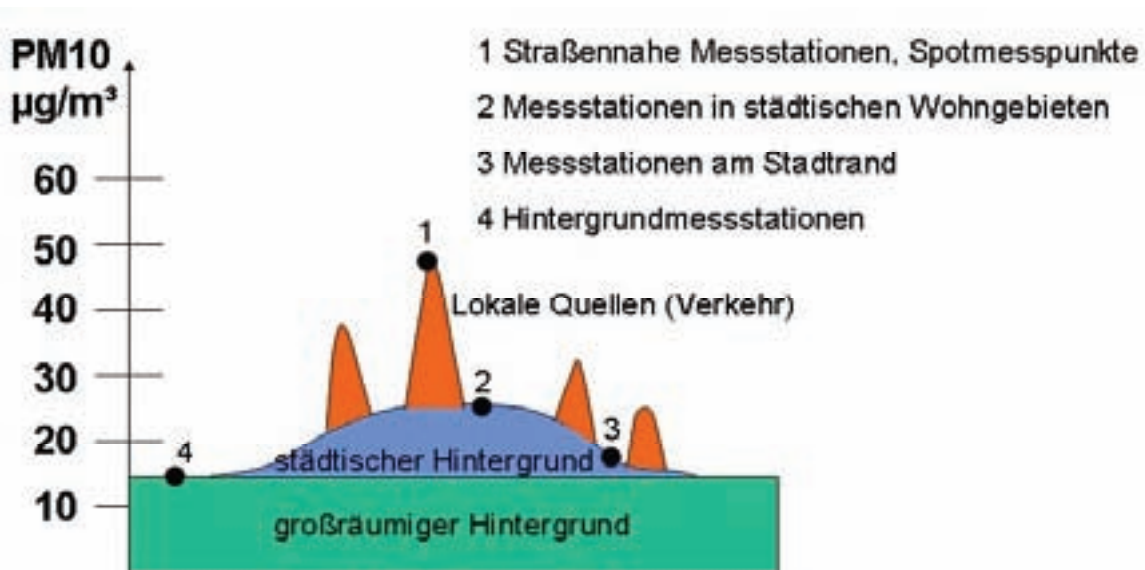 PM10
µg/m³
60
50
40
30
20
10
1 Straßennahe Messstationen, Spotmesspunkte
2 Messstationen in städtischen Wohngebieten
3 Messstationen am Stadtrand
4 Hintergrundmessstationen
1
Lokale Quellen (Verkehr)
2
3
4
städtischer Hintergrund
großräumiger Hintergrund